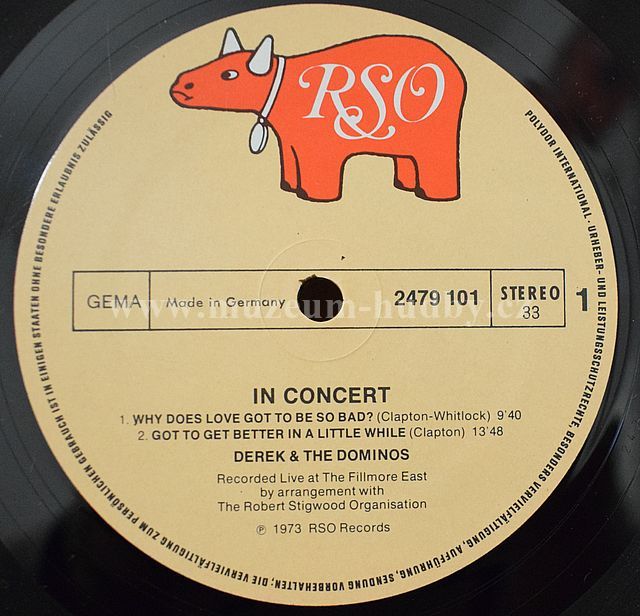 RSO
GEMA
Made in Germany
2479 101
STEREO
33
1
www.muzeum-hudby.cz
IN CONCERT
1. WHY DOES LOVE GOT TO BE SO BAD? (Clapton-Whitlock) 9'40
2. GOT TO GET BETTER IN A LITTLE WHILE (Clapton) 13'48
DEREK & THE DOMINOS
Recorded Live at The Fillmore East
by arrangement with
The Robert Stigwood Organisation
℗ 1973 RSO Records
POLYDOR INTERNATIONAL · URHEBER- UND LEISTUNGSSCHUTZRECHTE, BESONDERS VERVIELFÄLTIGUNG, AUFFÜHRUNG, SENDUNG VORBEHALTEN; DIE VERVIELFÄLTIGUNG ZUM PERSÖNLICHEN GEBRAUCH IST IN EINIGEN STAATEN OHNE BESONDERE ERLAUBNIS ZULÄSSIG